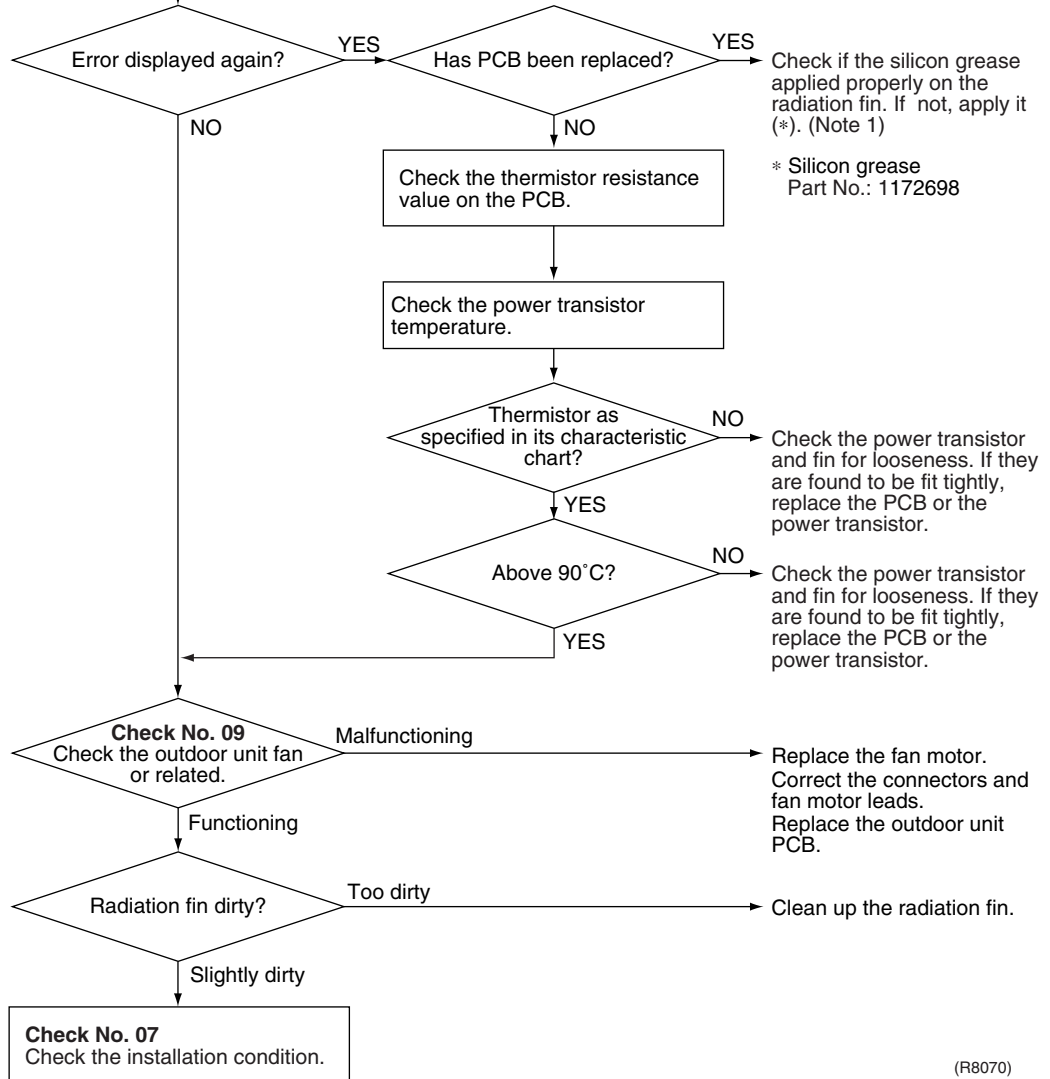 Error displayed again?
YES
Has PCB been replaced?
YES
Check if the silicon grease
applied properly on the
radiation fin. If not, apply it
(*). (Note 1)
* Silicon grease
Part No.: 1172698
NO
NO
Check the thermistor resistance
value on the PCB.
Check the power transistor
temperature.
Thermistor as
specified in its characteristic
chart?
NO
Check the power transistor
and fin for looseness. If they
are found to be fit tightly,
replace the PCB or the
power transistor.
YES
Above 90˚C?
NO
Check the power transistor
and fin for looseness. If they
are found to be fit tightly,
replace the PCB or the
power transistor.
YES
Check No. 09
Check the outdoor unit fan
or related.
Malfunctioning
Replace the fan motor.
Correct the connectors and
fan motor leads.
Replace the outdoor unit
PCB.
Functioning
Radiation fin dirty?
Too dirty
Clean up the radiation fin.
Slightly dirty
Check No. 07
Check the installation condition.
(R8070)